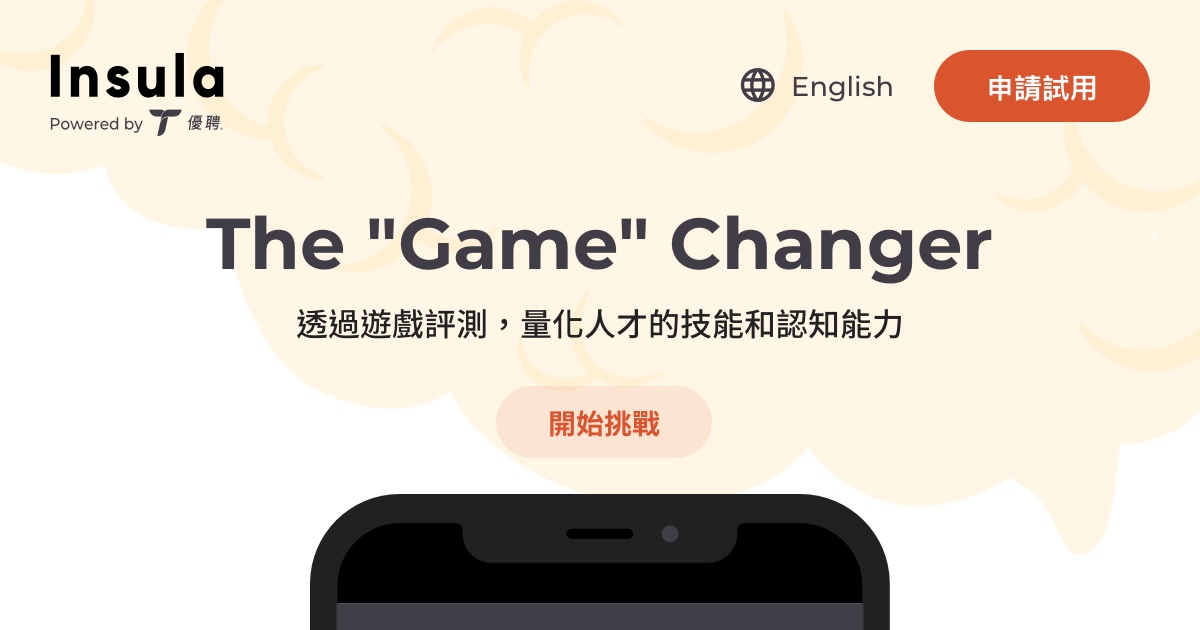 Insula
Powered by 優聘.
English
申請試用
The "Game" Changer
透過遊戲評測，量化人才的技能和認知能力
開始挑戰